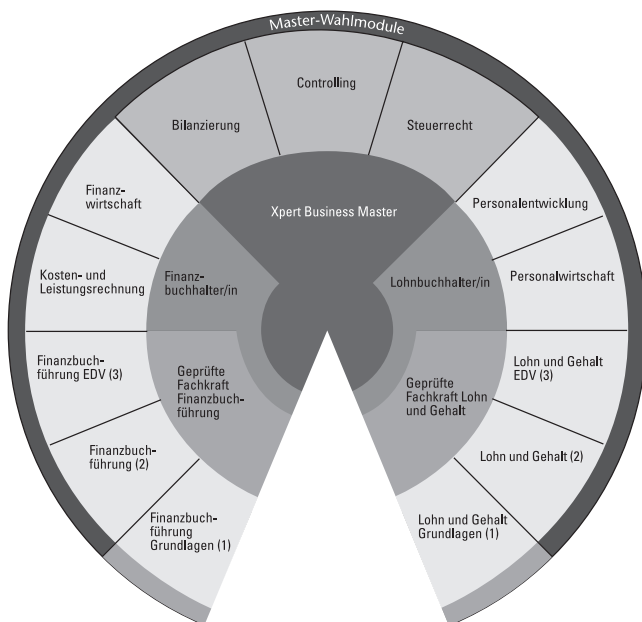 Master-Wahlmodule
Controlling
Bilanzierung
Steuerrecht
Finanz-
wirtschaft
Xpert Business Master
Personalentwicklung
Kosten- und
Leistungsrechnung
Finanz-
buchhalter/in
Lohnbuchhalter/in
Personalwirtschaft
Finanzbuch-
führung EDV (3)
Geprüfte
Fachkraft
Finanzbuch-
führung
Geprüfte
Fachkraft Lohn
und Gehalt
Lohn und Gehalt
EDV (3)
Finanzbuch-
führung (2)
Lohn und Gehalt (2)
Finanzbuch-
führung
Grundlagen (1)
Lohn und Gehalt
Grundlagen (1)